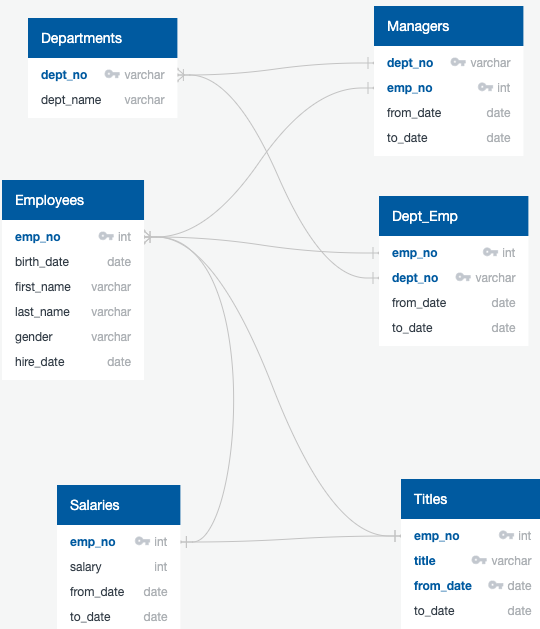 Departments
dept_no varchar
dept_name varchar
Managers
dept_no varchar
emp_no int
from_date date
to_date date
Employees
emp_no int
birth_date date
first_name varchar
last_name varchar
gender varchar
hire_date date
Dept_Emp
emp_no int
dept_no varchar
from_date date
to_date date
Salaries
emp_no int
salary int
from_date date
to_date date
Titles
emp_no int
title varchar
from_date date
to_date date